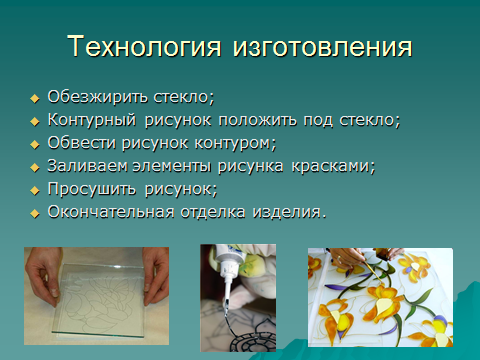 Технология изготовления
Обезжирить стекло;
Контурный рисунок положить под стекло;
Обвести рисунок контуром;
Заливаем элементы рисунка красками;
Просушить рисунок;
Окончательная отделка изделия.